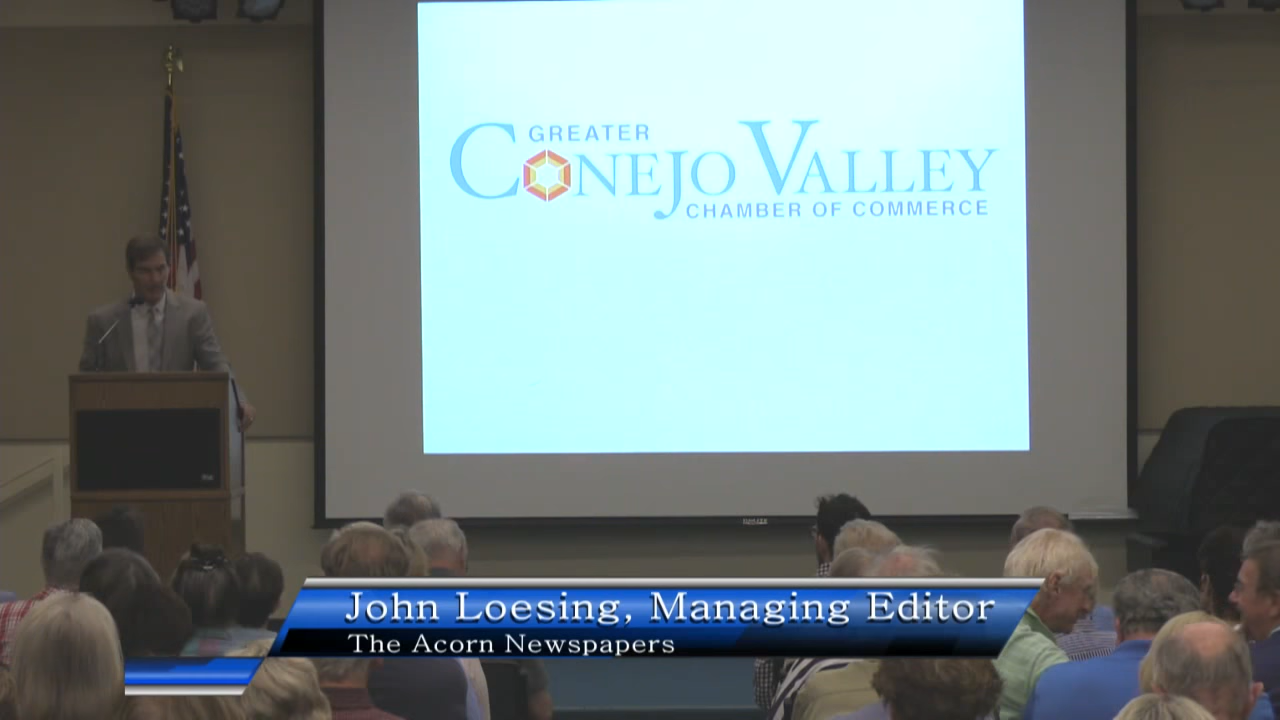 GREATER
CONEJO VALLEY
CHAMBER OF COMMERCE
John Loesing, Managing Editor
The Acorn Newspapers